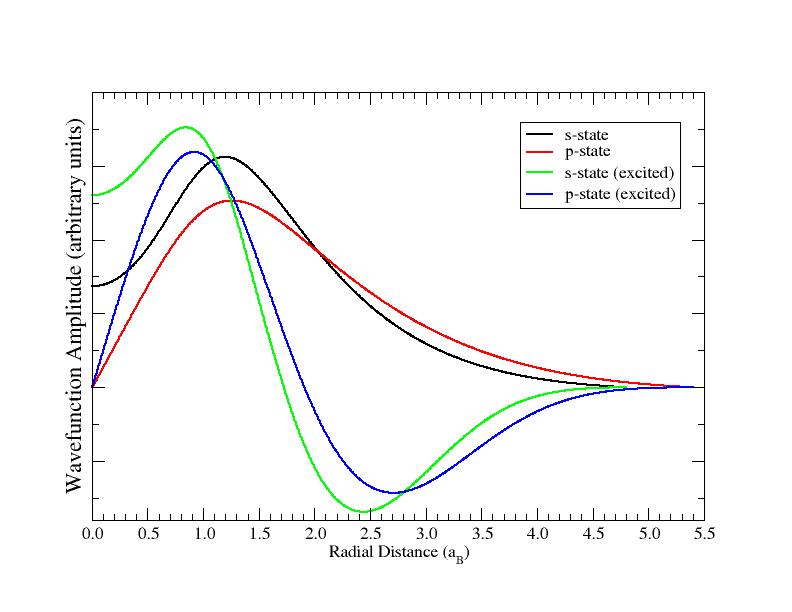 Wavefunction Amplitude (arbitrary units)
s-state
p-state
s-state (excited)
p-state (excited)
0.0 0.5 1.0 1.5 2.0 2.5 3.0 3.5 4.0 4.5 5.0 5.5
Radial Distance (a_B)